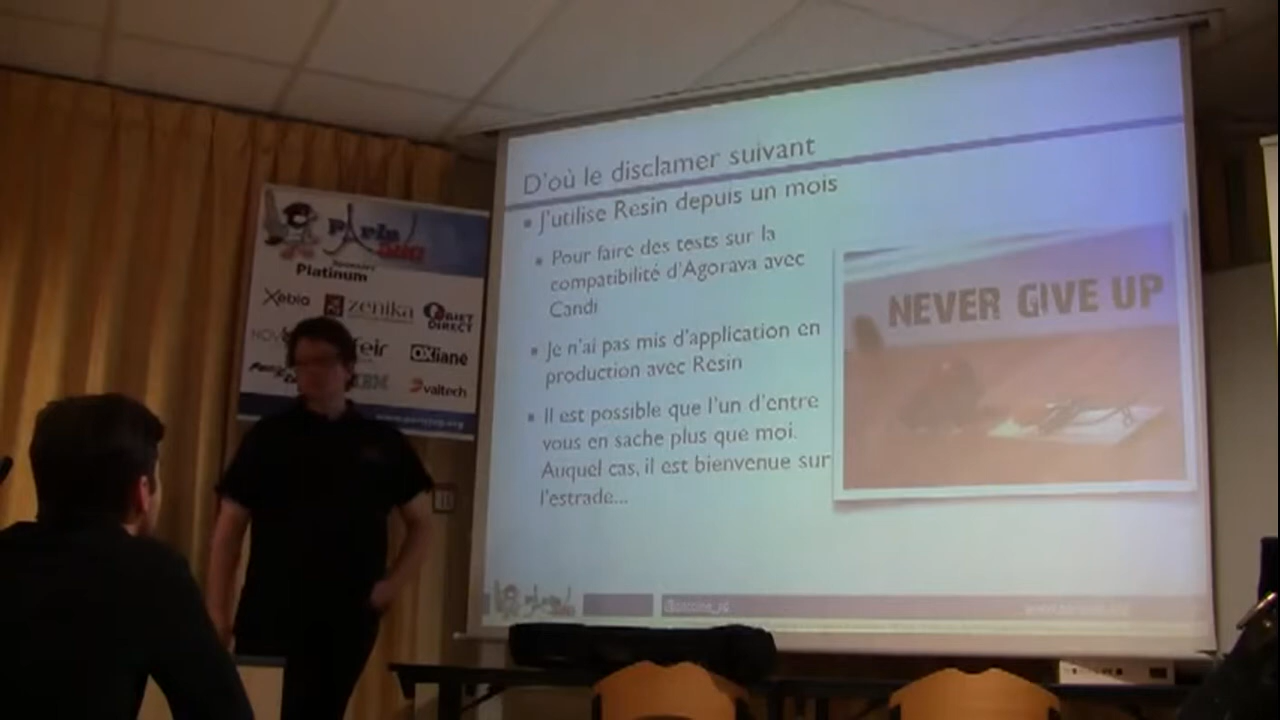 D'où le disclamer suivant
J'utilise Resin depuis un mois
Pour faire des tests sur la
compatibilité d'Agorava avec
Candi
Je n'ai pas mis d'application en
production avec Resin
Il est possible que l'un d'entre
vous en sache plus que moi.
Auquel cas, il est bienvenue sur
l'estrade...
NEVER GIVE UP
Platinum
Xebia
zenika
OBJET
DIRECT
OXiane
valtech